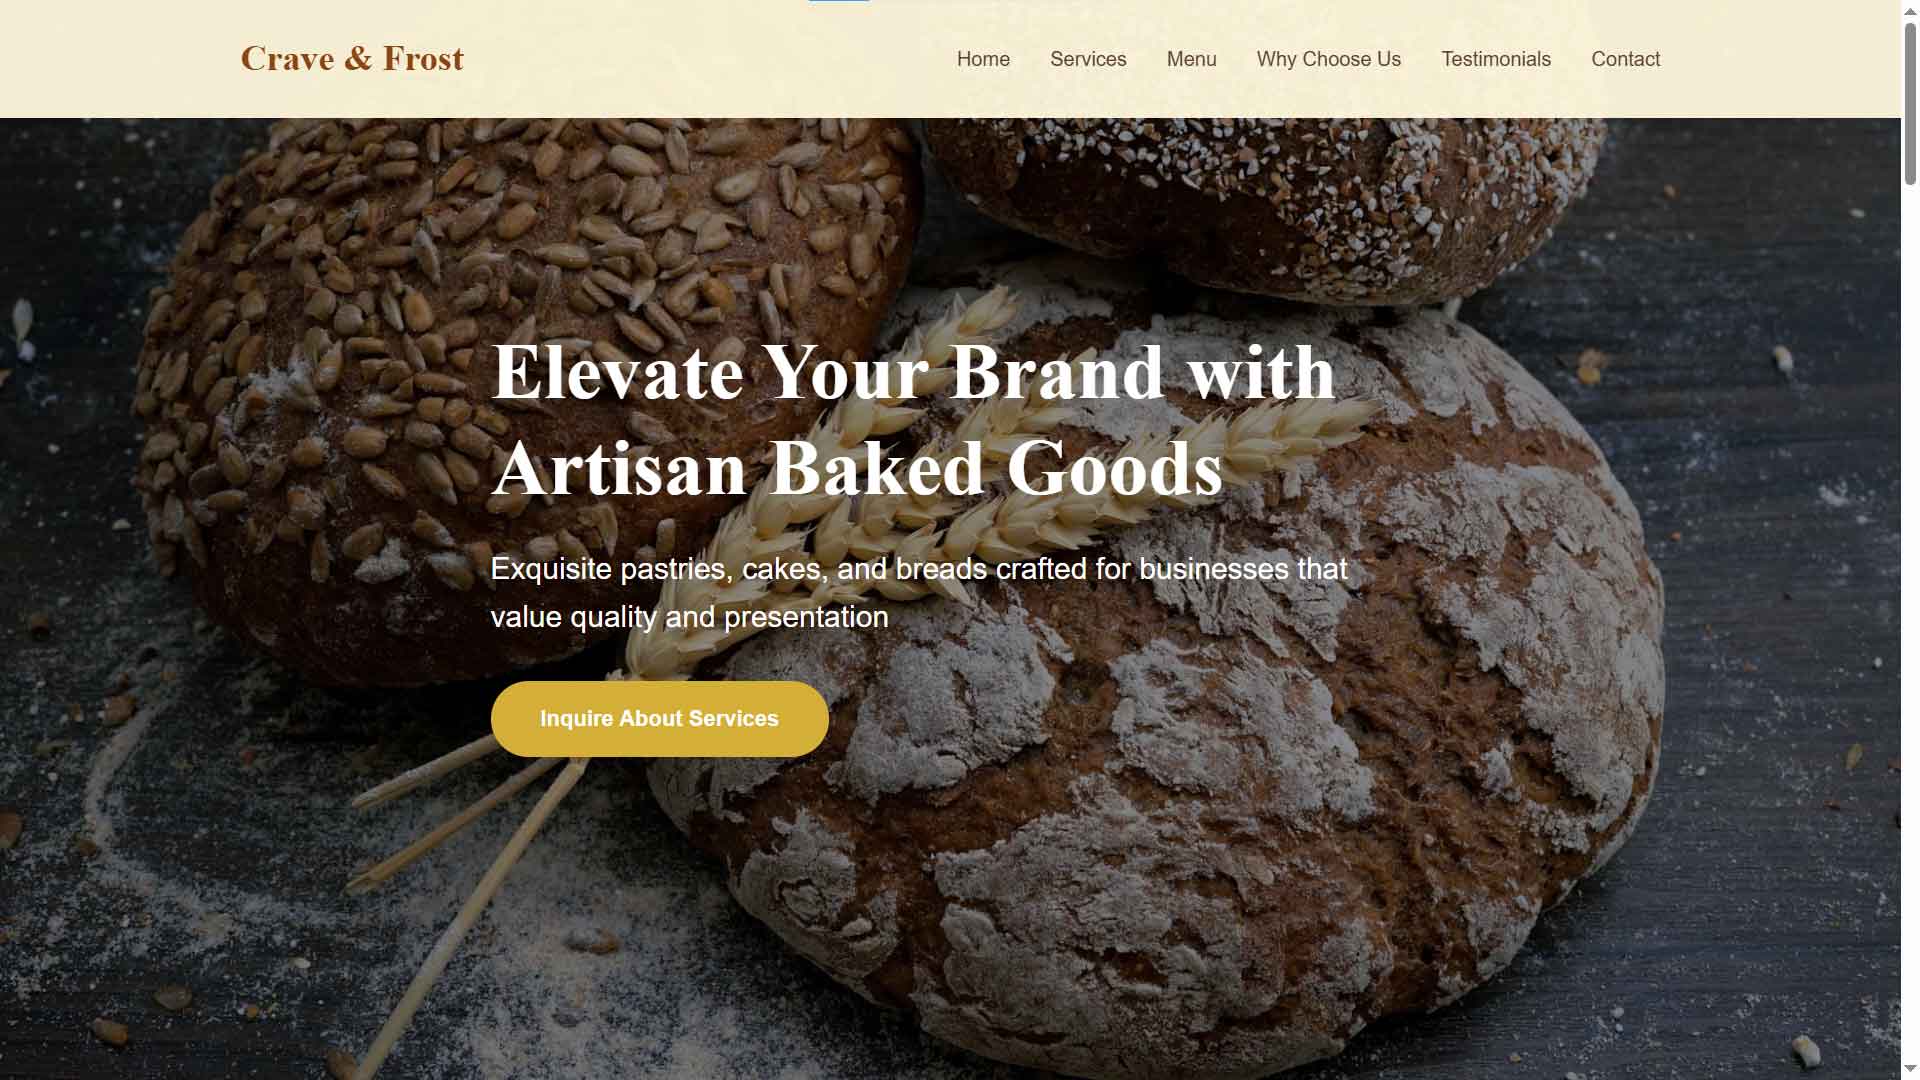 Crave & Frost
Home Services Menu Why Choose Us Testimonials Contact
Elevate Your Brand with
Artisan Baked Goods
Exquisite pastries, cakes, and breads crafted for businesses that
value quality and presentation
Inquire About Services